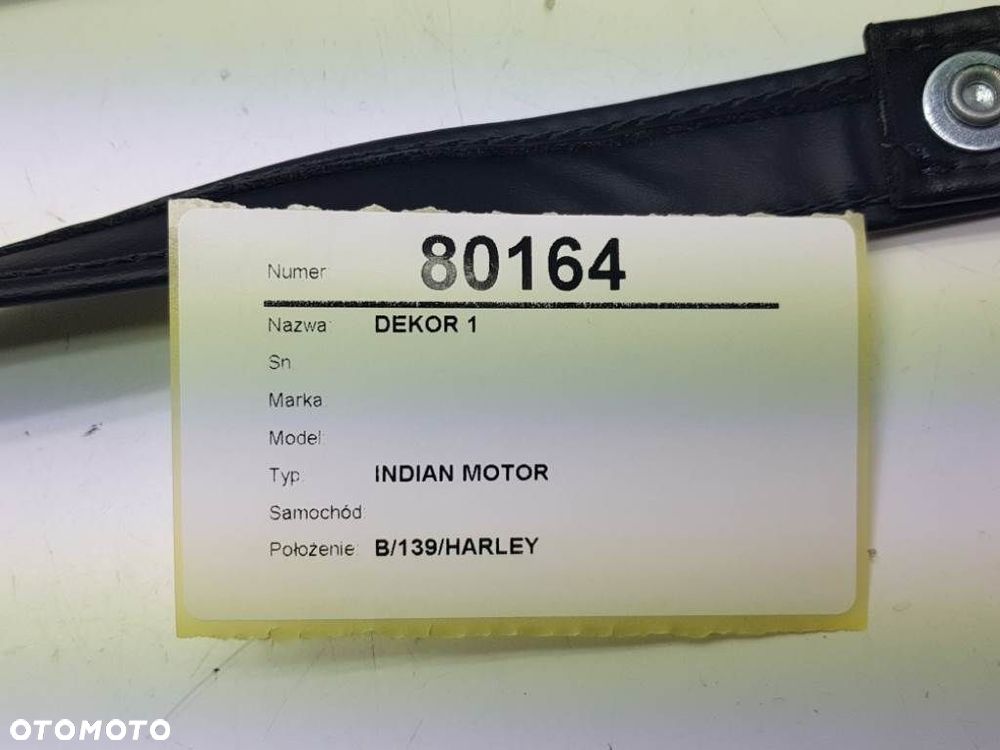 Numer: 80164
Nazwa: DEKOR 1
Sn
Marka
Model:
Typ: INDIAN MOTOR
Samochód
Położenie: B/139/HARLEY
OTOMOTO